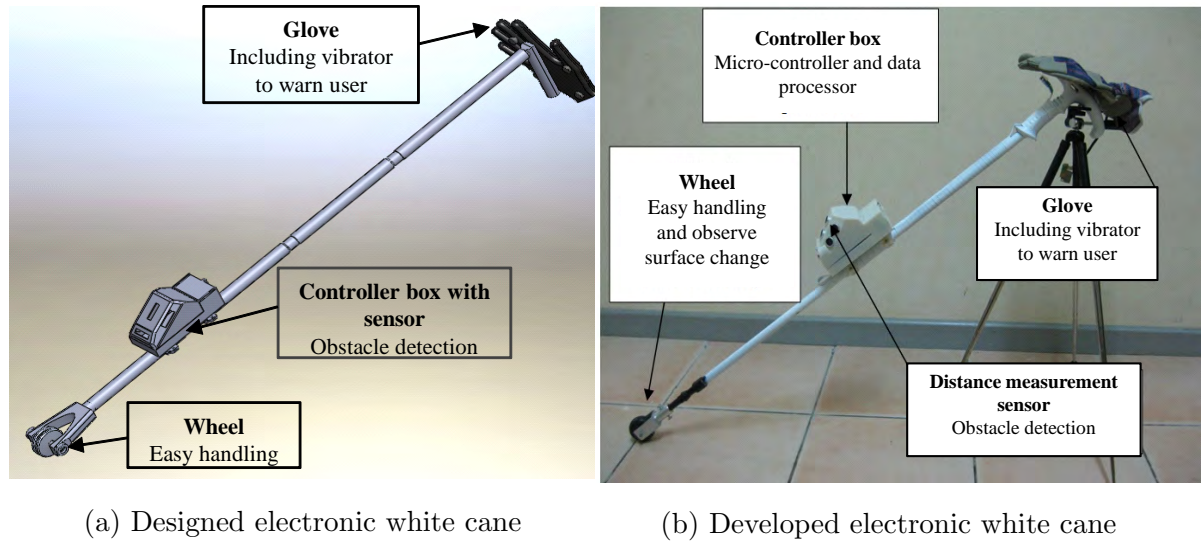 Glove
Including vibrator
to warn user
Controller box with
sensor
Obstacle detection
Wheel
Easy handling
(a) Designed electronic white cane
Controller box
Micro-controller and data
processor
-
Wheel
Easy handling
and observe
surface change
Glove
Including vibrator
to warn user
Distance measurement
sensor
Obstacle detection
(b) Developed electronic white cane